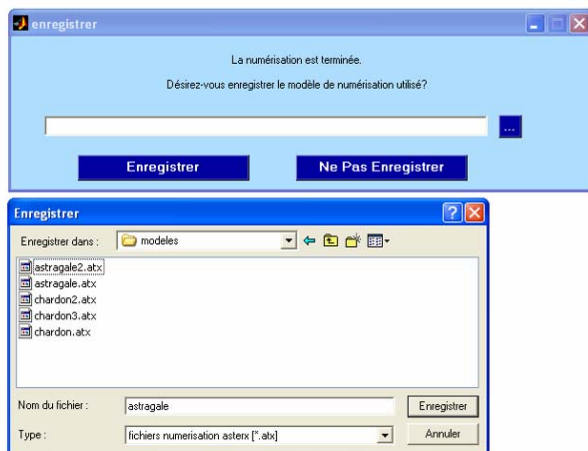 enregistrer
La numérisation est terminée.
Désirez-vous enregistrer le modèle de numérisation utilisé?
...
Enregistrer Ne Pas Enregistrer
Enregistrer
Enregistrer dans : modeles
astragale2.atx
astragale.atx
chardon2.atx
chardon3.atx
chardon.atx
Nom du fichier : astragale Enregistrer
Type : fichiers numerisation asterx [*.atx] Annuler